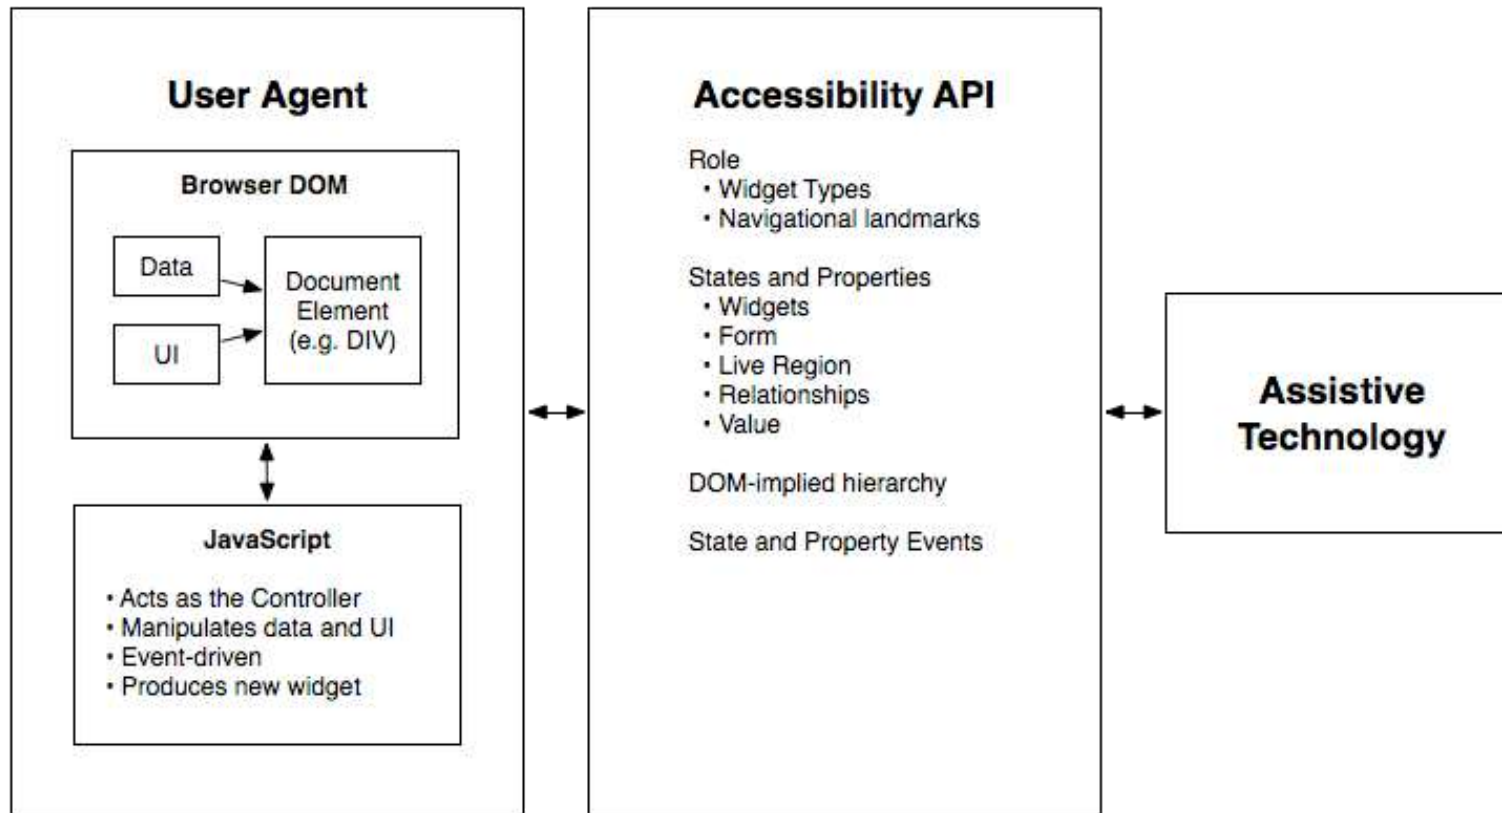 User Agent
Browser DOM
Data
UI
Document
Element
(e.g. DIV)
JavaScript
• Acts as the Controller
• Manipulates data and UI
• Event-driven
• Produces new widget
Accessibility API
Role
• Widget Types
• Navigational landmarks
States and Properties
• Widgets
• Form
• Live Region
• Relationships
• Value
DOM-implied hierarchy
State and Property Events
Assistive
Technology